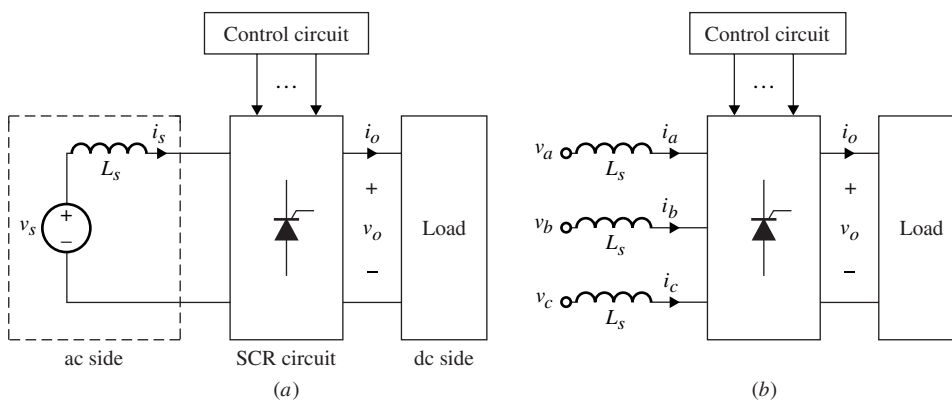 Control circuit
...
i_s
L_s
v_s
+
−
i_o
+
v_o
−
Load
ac side
SCR circuit
dc side
(a)
Control circuit
...
v_a
i_a
L_s
v_b
i_b
L_s
v_c
i_c
L_s
i_o
+
v_o
−
Load
(b)